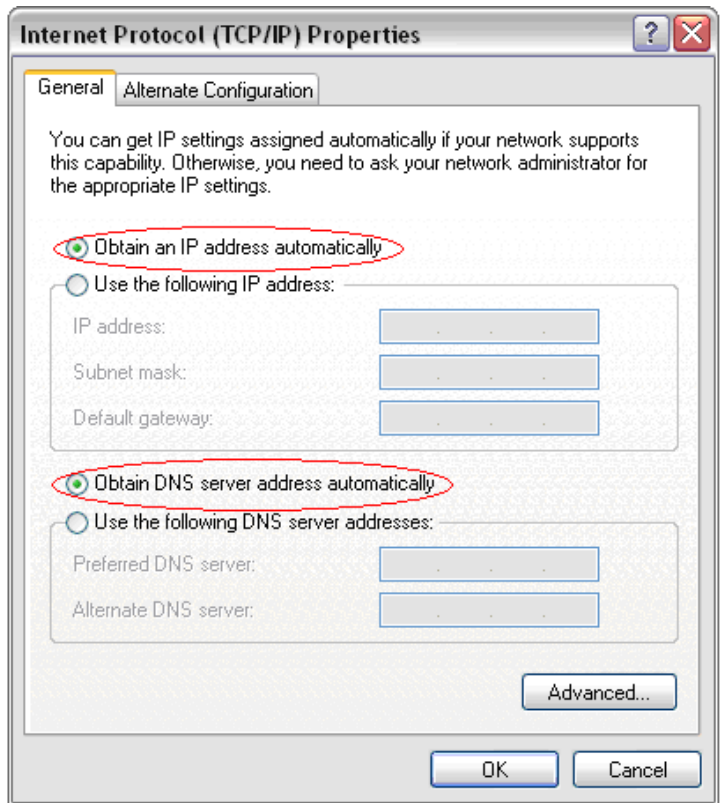 Internet Protocol (TCP/IP) Properties
General
Alternate Configuration
You can get IP settings assigned automatically if your network supports
this capability. Otherwise, you need to ask your network administrator for
the appropriate IP settings.
Obtain an IP address automatically
Use the following IP address:
IP address:
Subnet mask:
Default gateway:
Obtain DNS server address automatically
Use the following DNS server addresses:
Preferred DNS server:
Alternate DNS server:
Advanced...
OK
Cancel